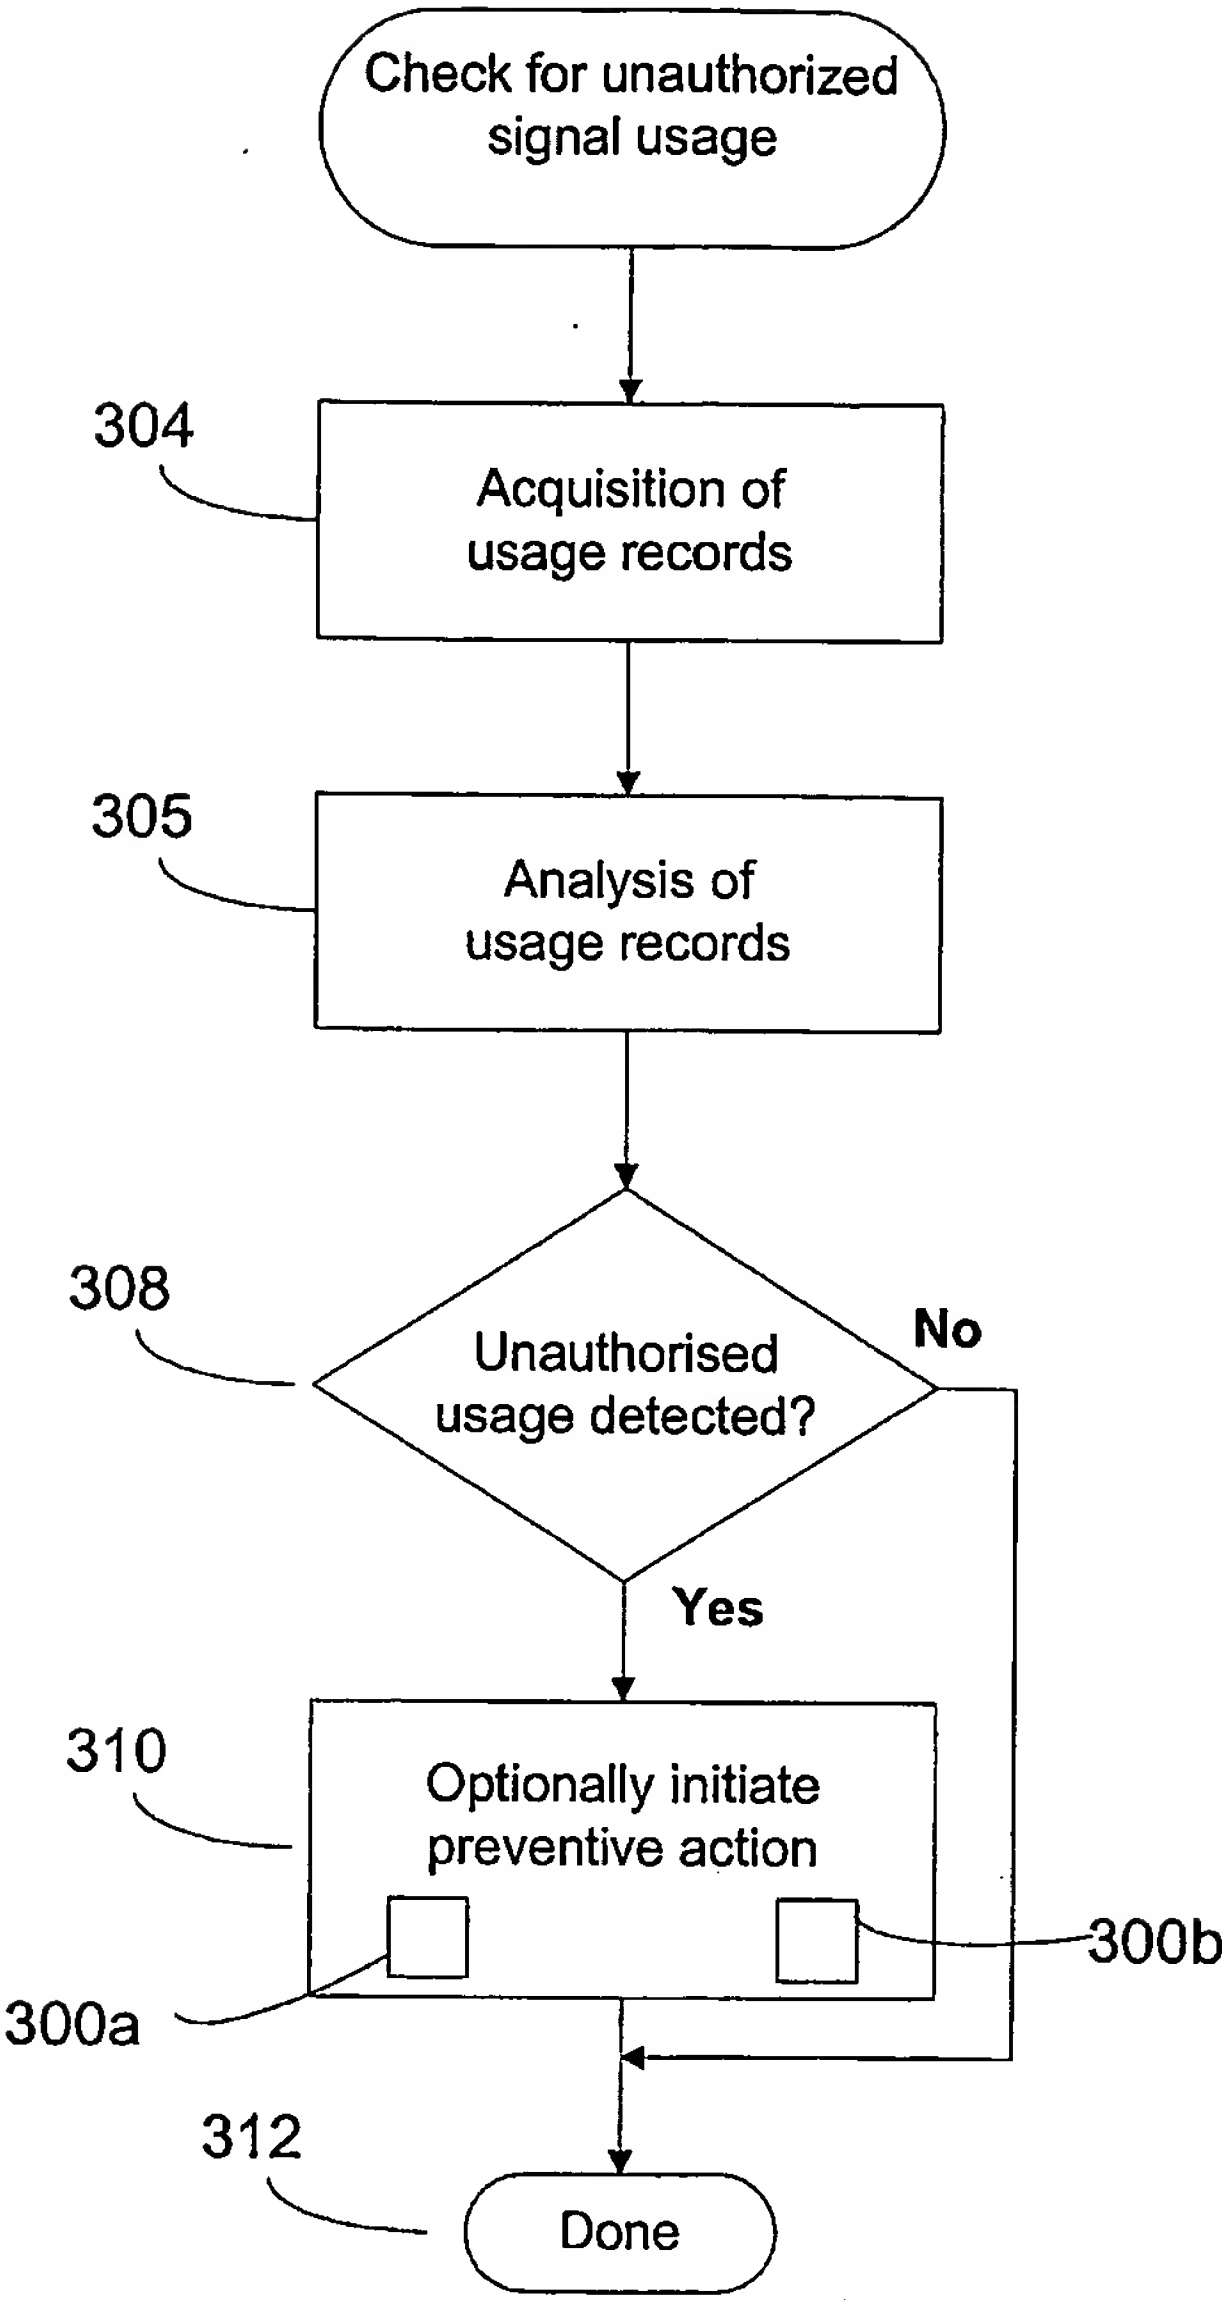 Check for unauthorized
signal usage
304
Acquisition of
usage records
305
Analysis of
usage records
308
Unauthorised
usage detected?
No
Yes
310
Optionally initiate
preventive action
300a
300b
312
Done